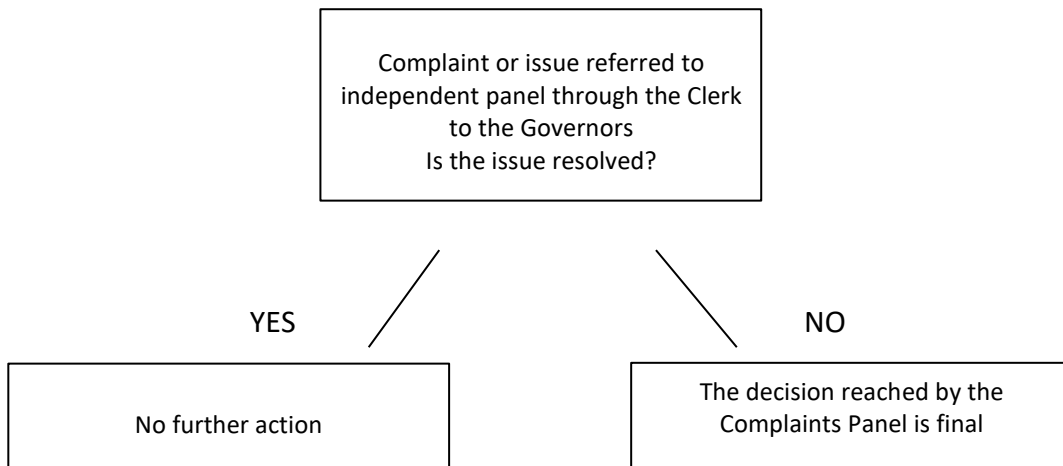 Complaint or issue referred to
independent panel through the Clerk
to the Governors
Is the issue resolved?
YES
NO
No further action
The decision reached by the
Complaints Panel is final